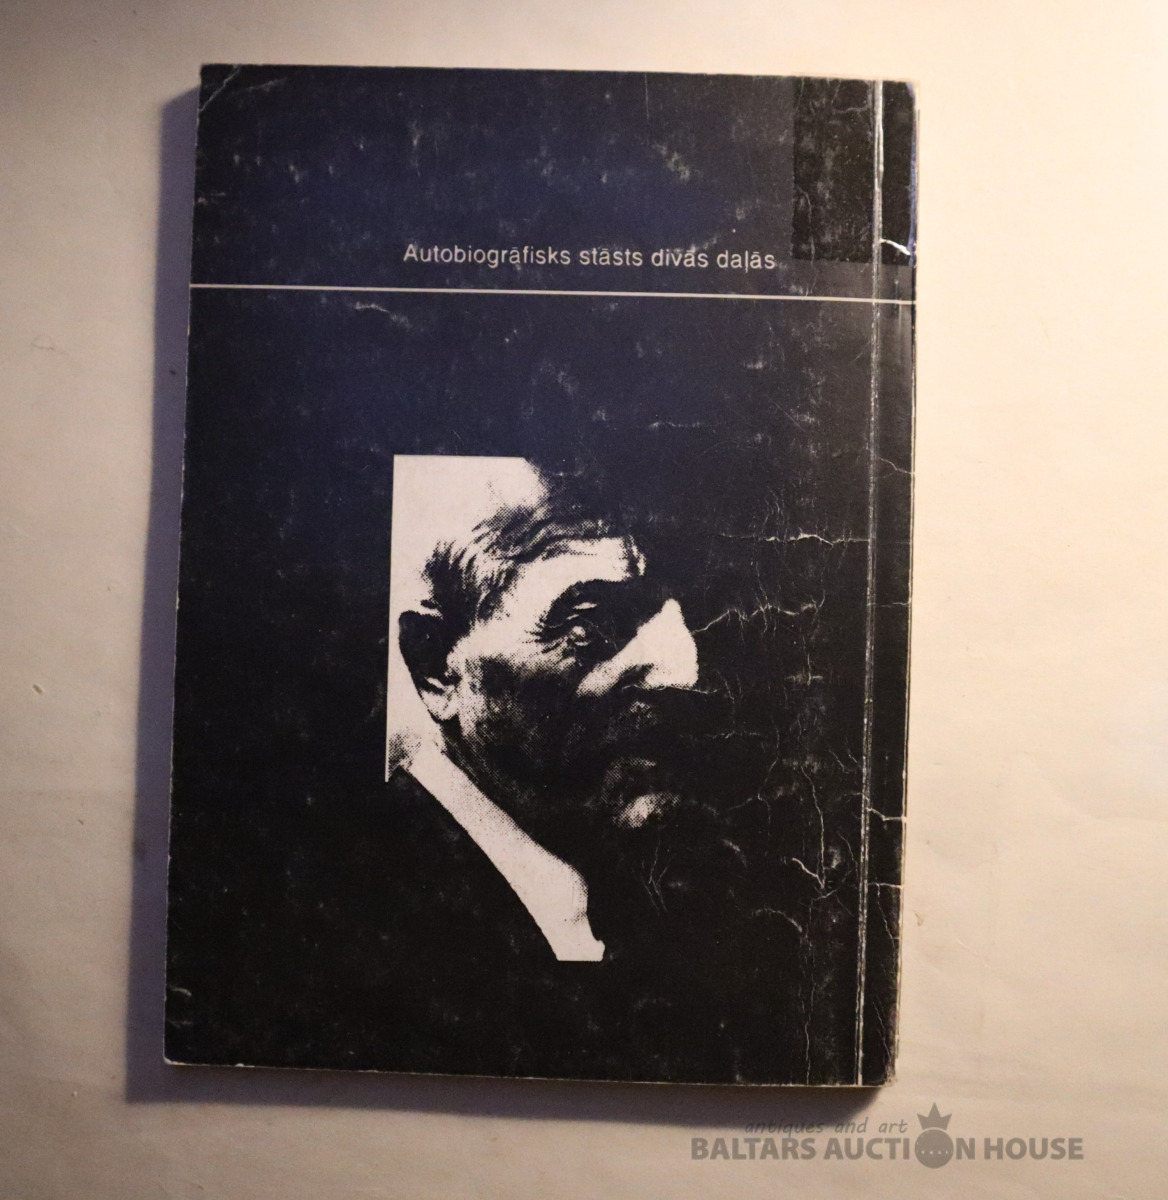 Autobiogrāfisks stāsts divās daļās
antiques and art
BALTARS AUCTION HOUSE